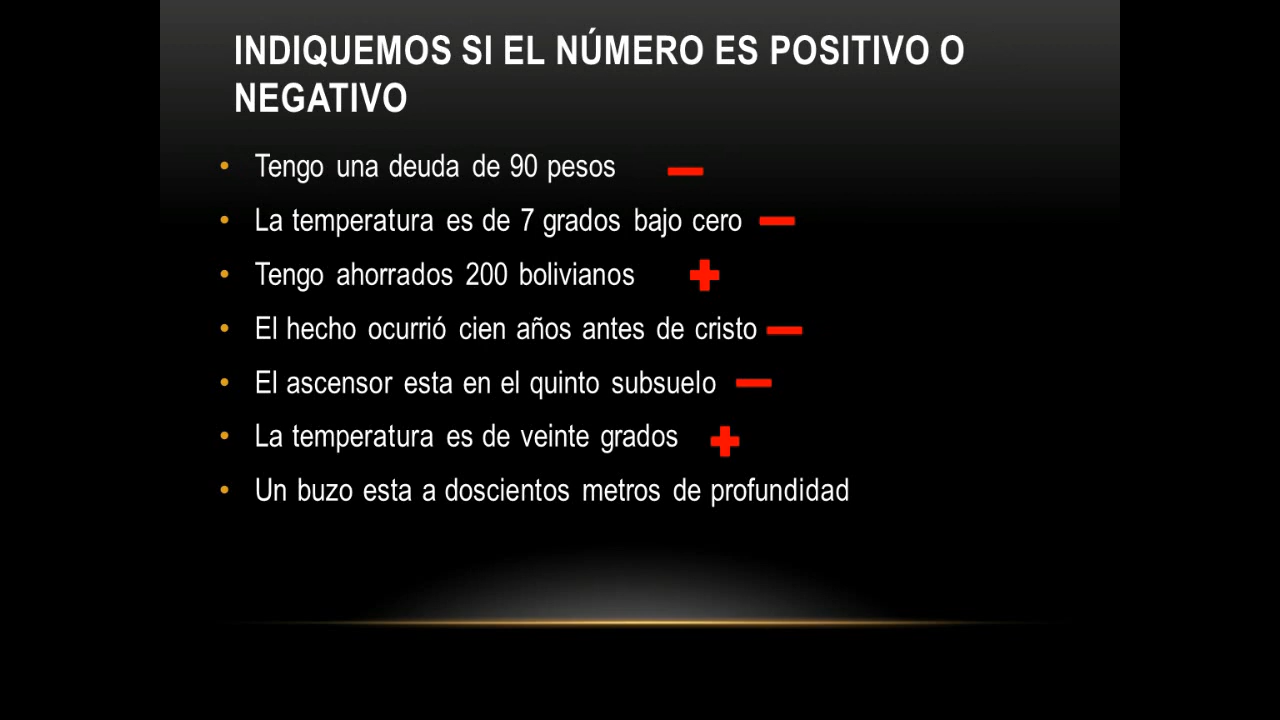 INDIQUEMOS SI EL NÚMERO ES POSITIVO O
NEGATIVO
• Tengo una deuda de 90 pesos −
• La temperatura es de 7 grados bajo cero −
• Tengo ahorrados 200 bolivianos +
• El hecho ocurrió cien años antes de cristo −
• El ascensor esta en el quinto subsuelo −
• La temperatura es de veinte grados +
• Un buzo esta a doscientos metros de profundidad